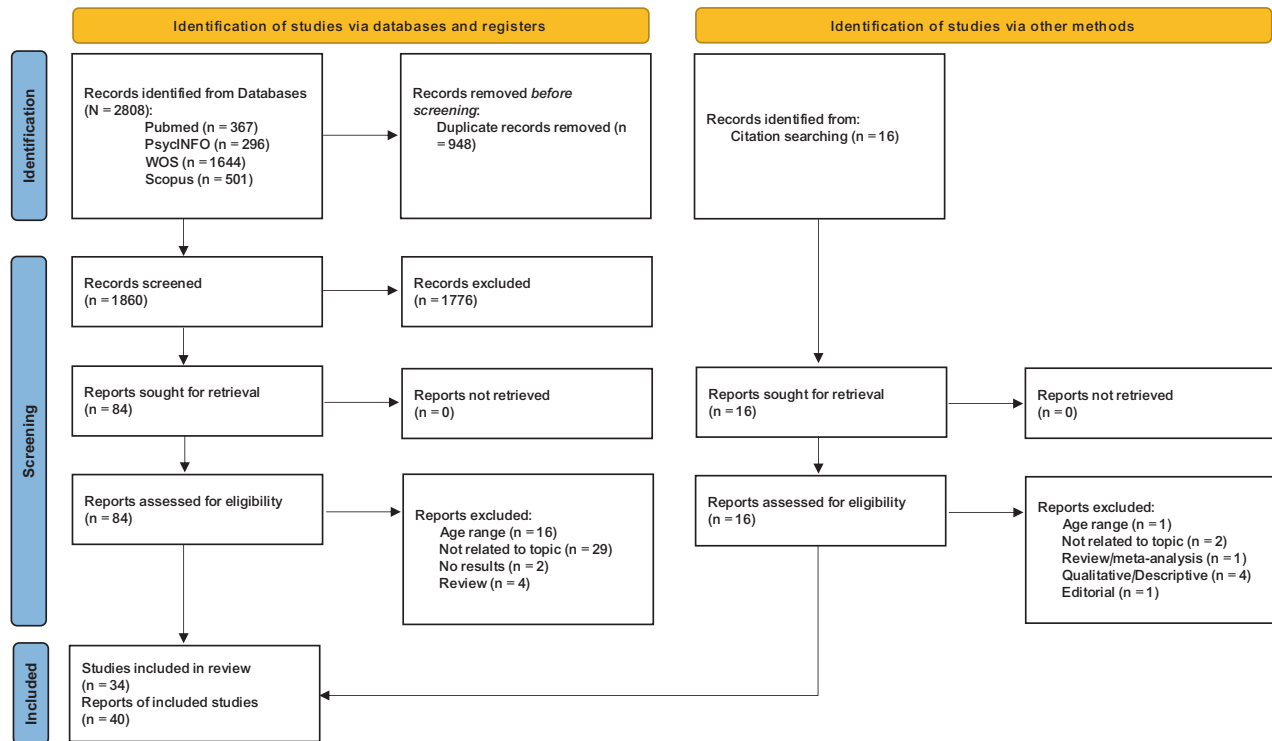 Identification of studies via databases and registers
Identification of studies via other methods
Identification
Records identified from Databases
(N = 2808):
Pubmed (n = 367)
PsycINFO (n = 296)
WOS (n = 1644)
Scopus (n = 501)
Records removed before
screening:
Duplicate records removed (n
= 948)
Records identified from:
Citation searching (n = 16)
Screening
Records screened
(n = 1860)
Records excluded
(n = 1776)
Reports sought for retrieval
(n = 84)
Reports not retrieved
(n = 0)
Reports sought for retrieval
(n = 16)
Reports not retrieved
(n = 0)
Reports assessed for eligibility
(n = 84)
Reports excluded:
Age range (n = 16)
Not related to topic (n = 29)
No results (n = 2)
Review (n = 4)
Reports assessed for eligibility
(n = 16)
Reports excluded:
Age range (n = 1)
Not related to topic (n = 2)
Review/meta-analysis (n = 1)
Qualitative/Descriptive (n = 4)
Editorial (n = 1)
Included
Studies included in review
(n = 34)
Reports of included studies
(n = 40)